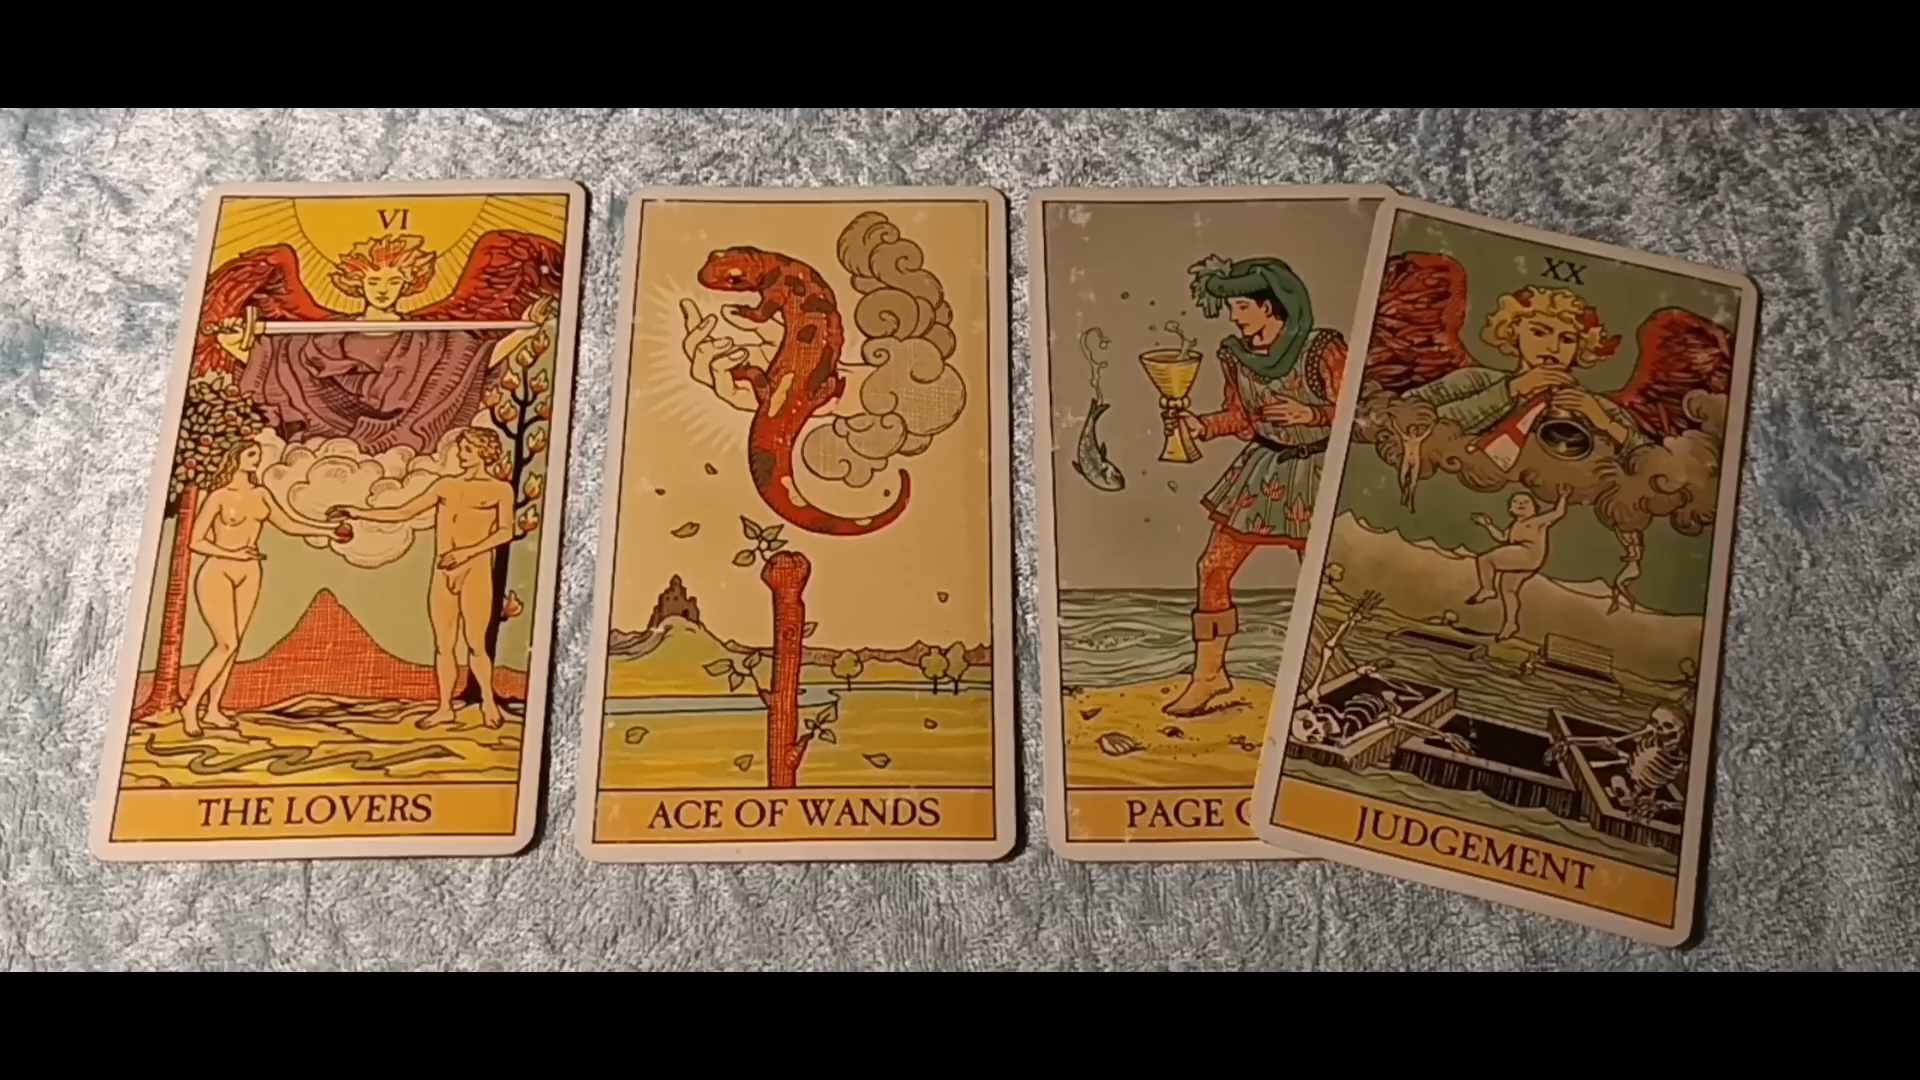 VI
THE LOVERS
ACE OF WANDS
PAGE
XX
JUDGEMENT